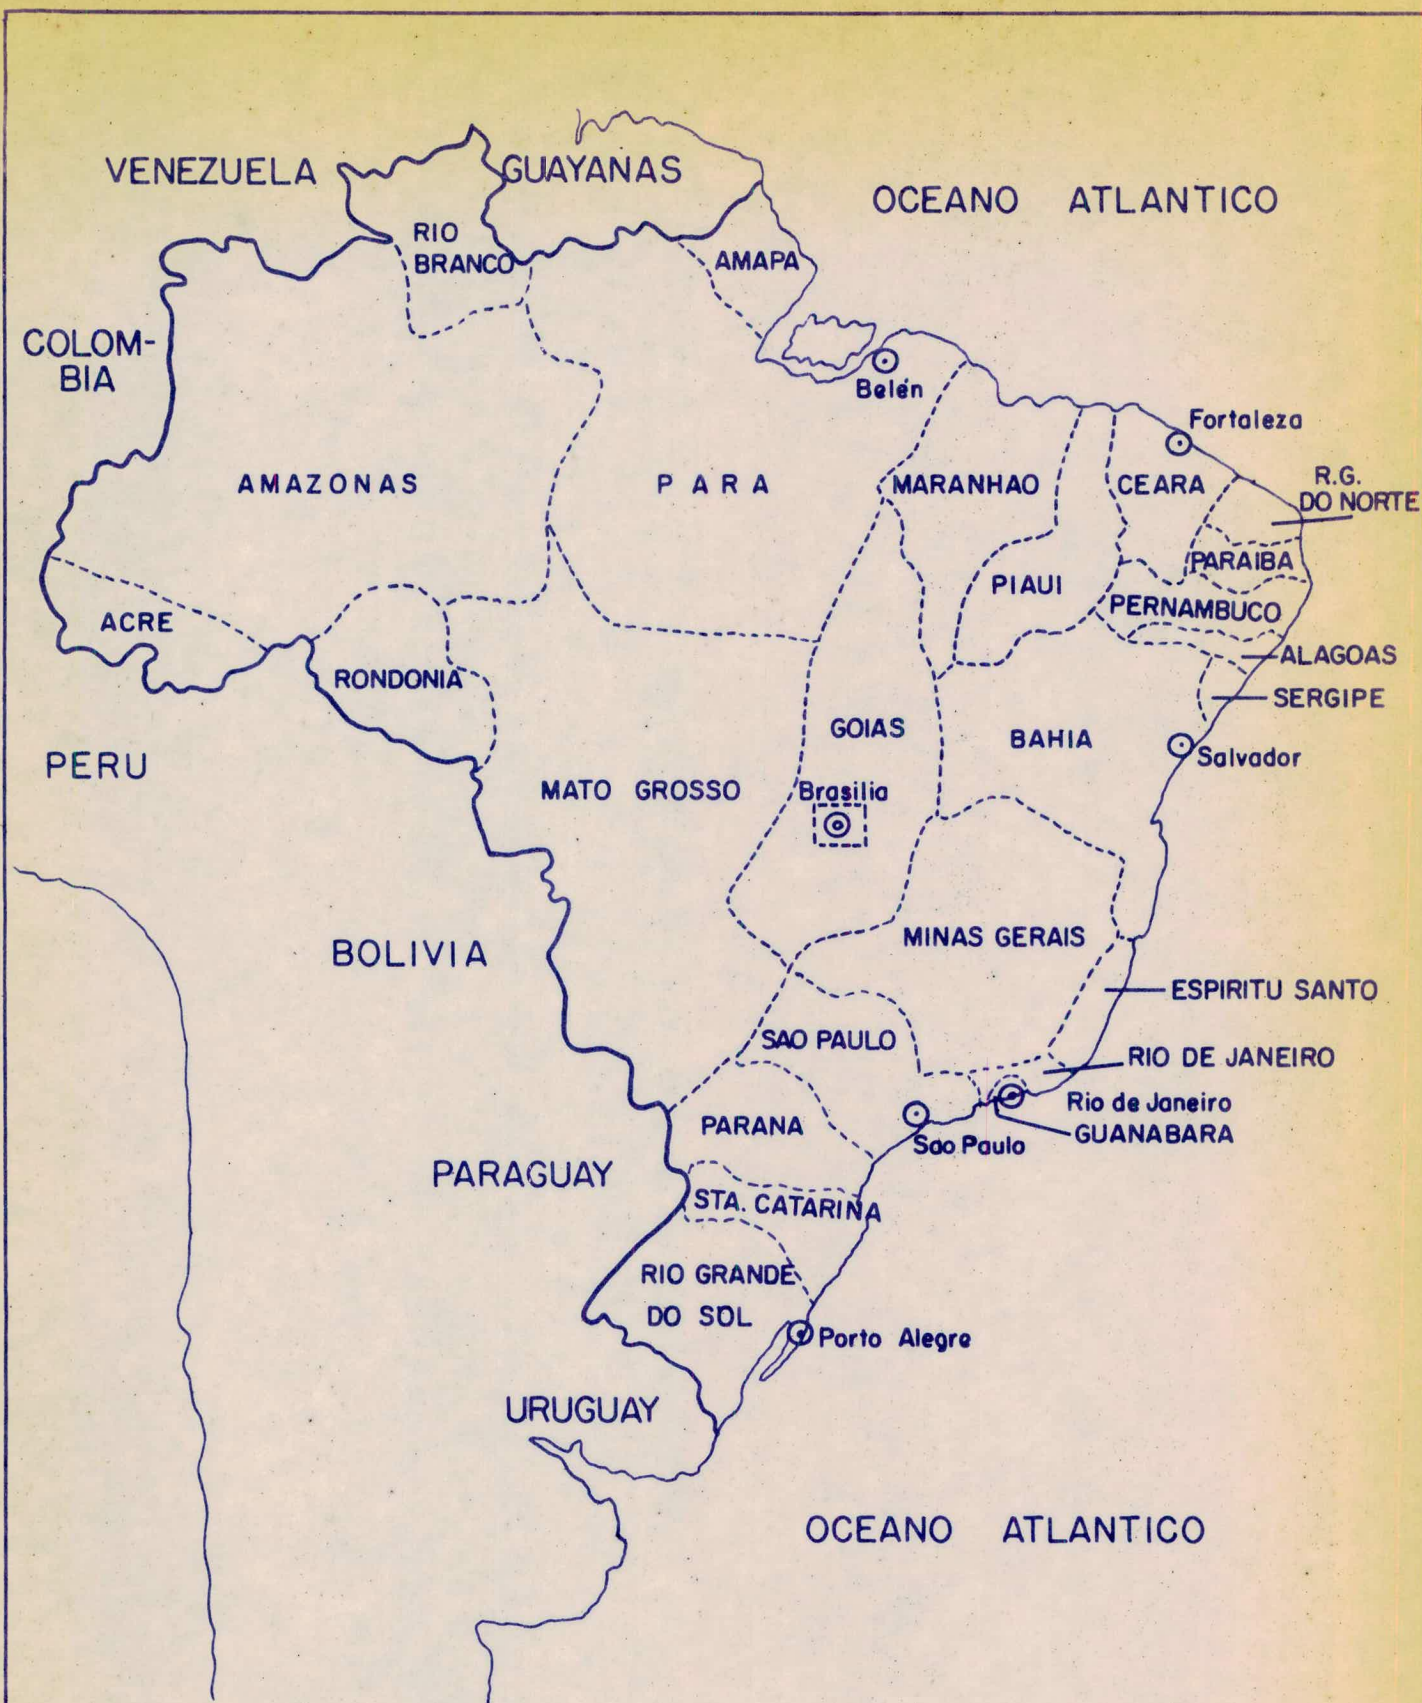 VENEZUELA
GUAYANAS
OCEANO ATLANTICO
RIO
BRANCO
AMAPA
COLOM-
BIA
Belén
Fortaleza
AMAZONAS
PARA
MARANHAO
CEARA
R.G.
DO NORTE
PARAIBA
PIAUI
PERNAMBUCO
ACRE
ALAGOAS
RONDONIA
SERGIPE
GOIAS
BAHIA
Salvador
PERU
MATO GROSSO
Brasilia
BOLIVIA
MINAS GERAIS
ESPIRITU SANTO
SAO PAULO
RIO DE JANEIRO
Rio de Janeiro
PARANA
GUANABARA
Sao Paulo
PARAGUAY
STA. CATARINA
RIO GRANDE
DO SOL
Porto Alegre
URUGUAY
OCEANO ATLANTICO